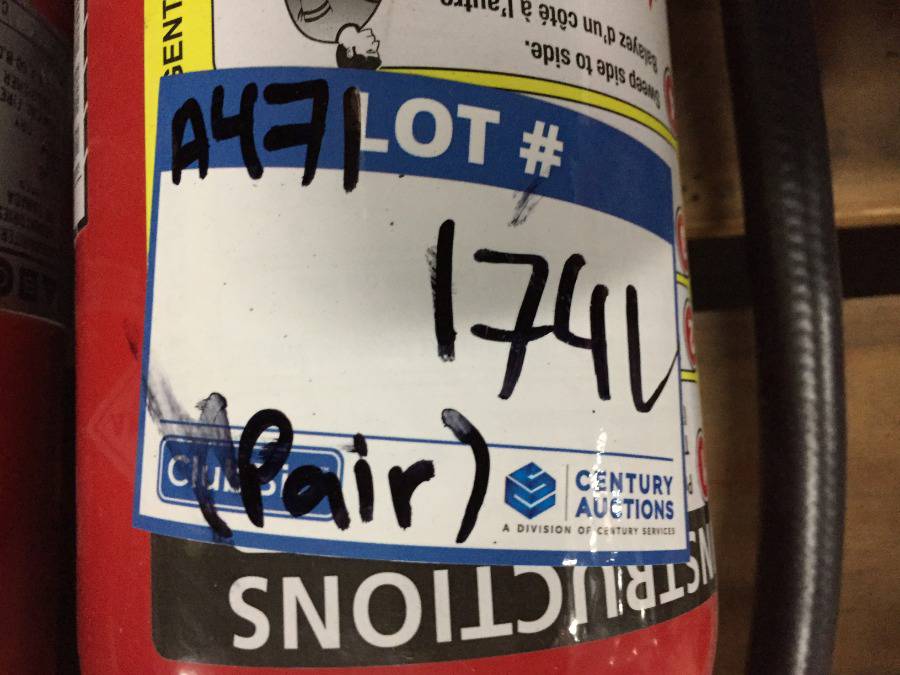 GENT
Balayez d'un côté à l'autre
Sweep side to side.
A471
LOT #
174L
(Pair)
CENTURY
AUCTIONS
A DIVISION OF CENTURY SERVICES
INSTRUCTIONS